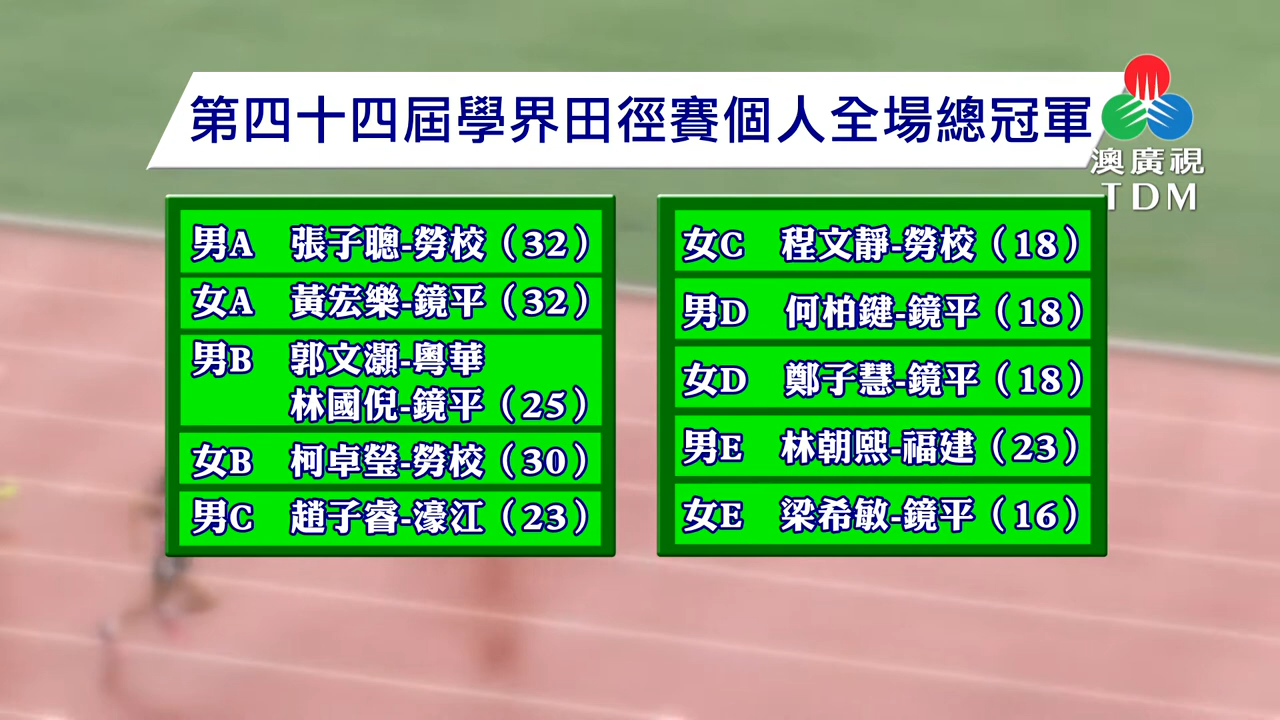 第四十四屆學界田徑賽個人全場總冠軍
澳廣視
TDM
男A 張子聰-勞校（32）
女A 黃宏樂-鏡平（32）
男B 郭文灝-粵華
林國倪-鏡平（25）
女B 柯卓瑩-勞校（30）
男C 趙子睿-濠江（23）
女C 程文靜-勞校（18）
男D 何柏鍵-鏡平（18）
女D 鄭子慧-鏡平（18）
男E 林朝熙-福建（23）
女E 梁希敏-鏡平（16）